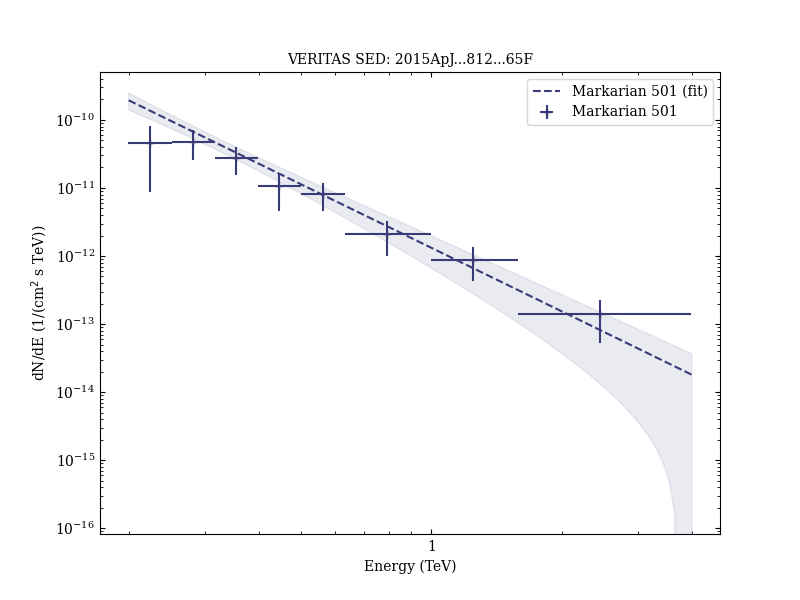 VERITAS SED: 2015ApJ...812...65F
Markarian 501 (fit)
Markarian 501
dN/dE (1/(cm² s TeV))
10⁻¹⁰
10⁻¹¹
10⁻¹²
10⁻¹³
10⁻¹⁴
10⁻¹⁵
10⁻¹⁶
1
Energy (TeV)